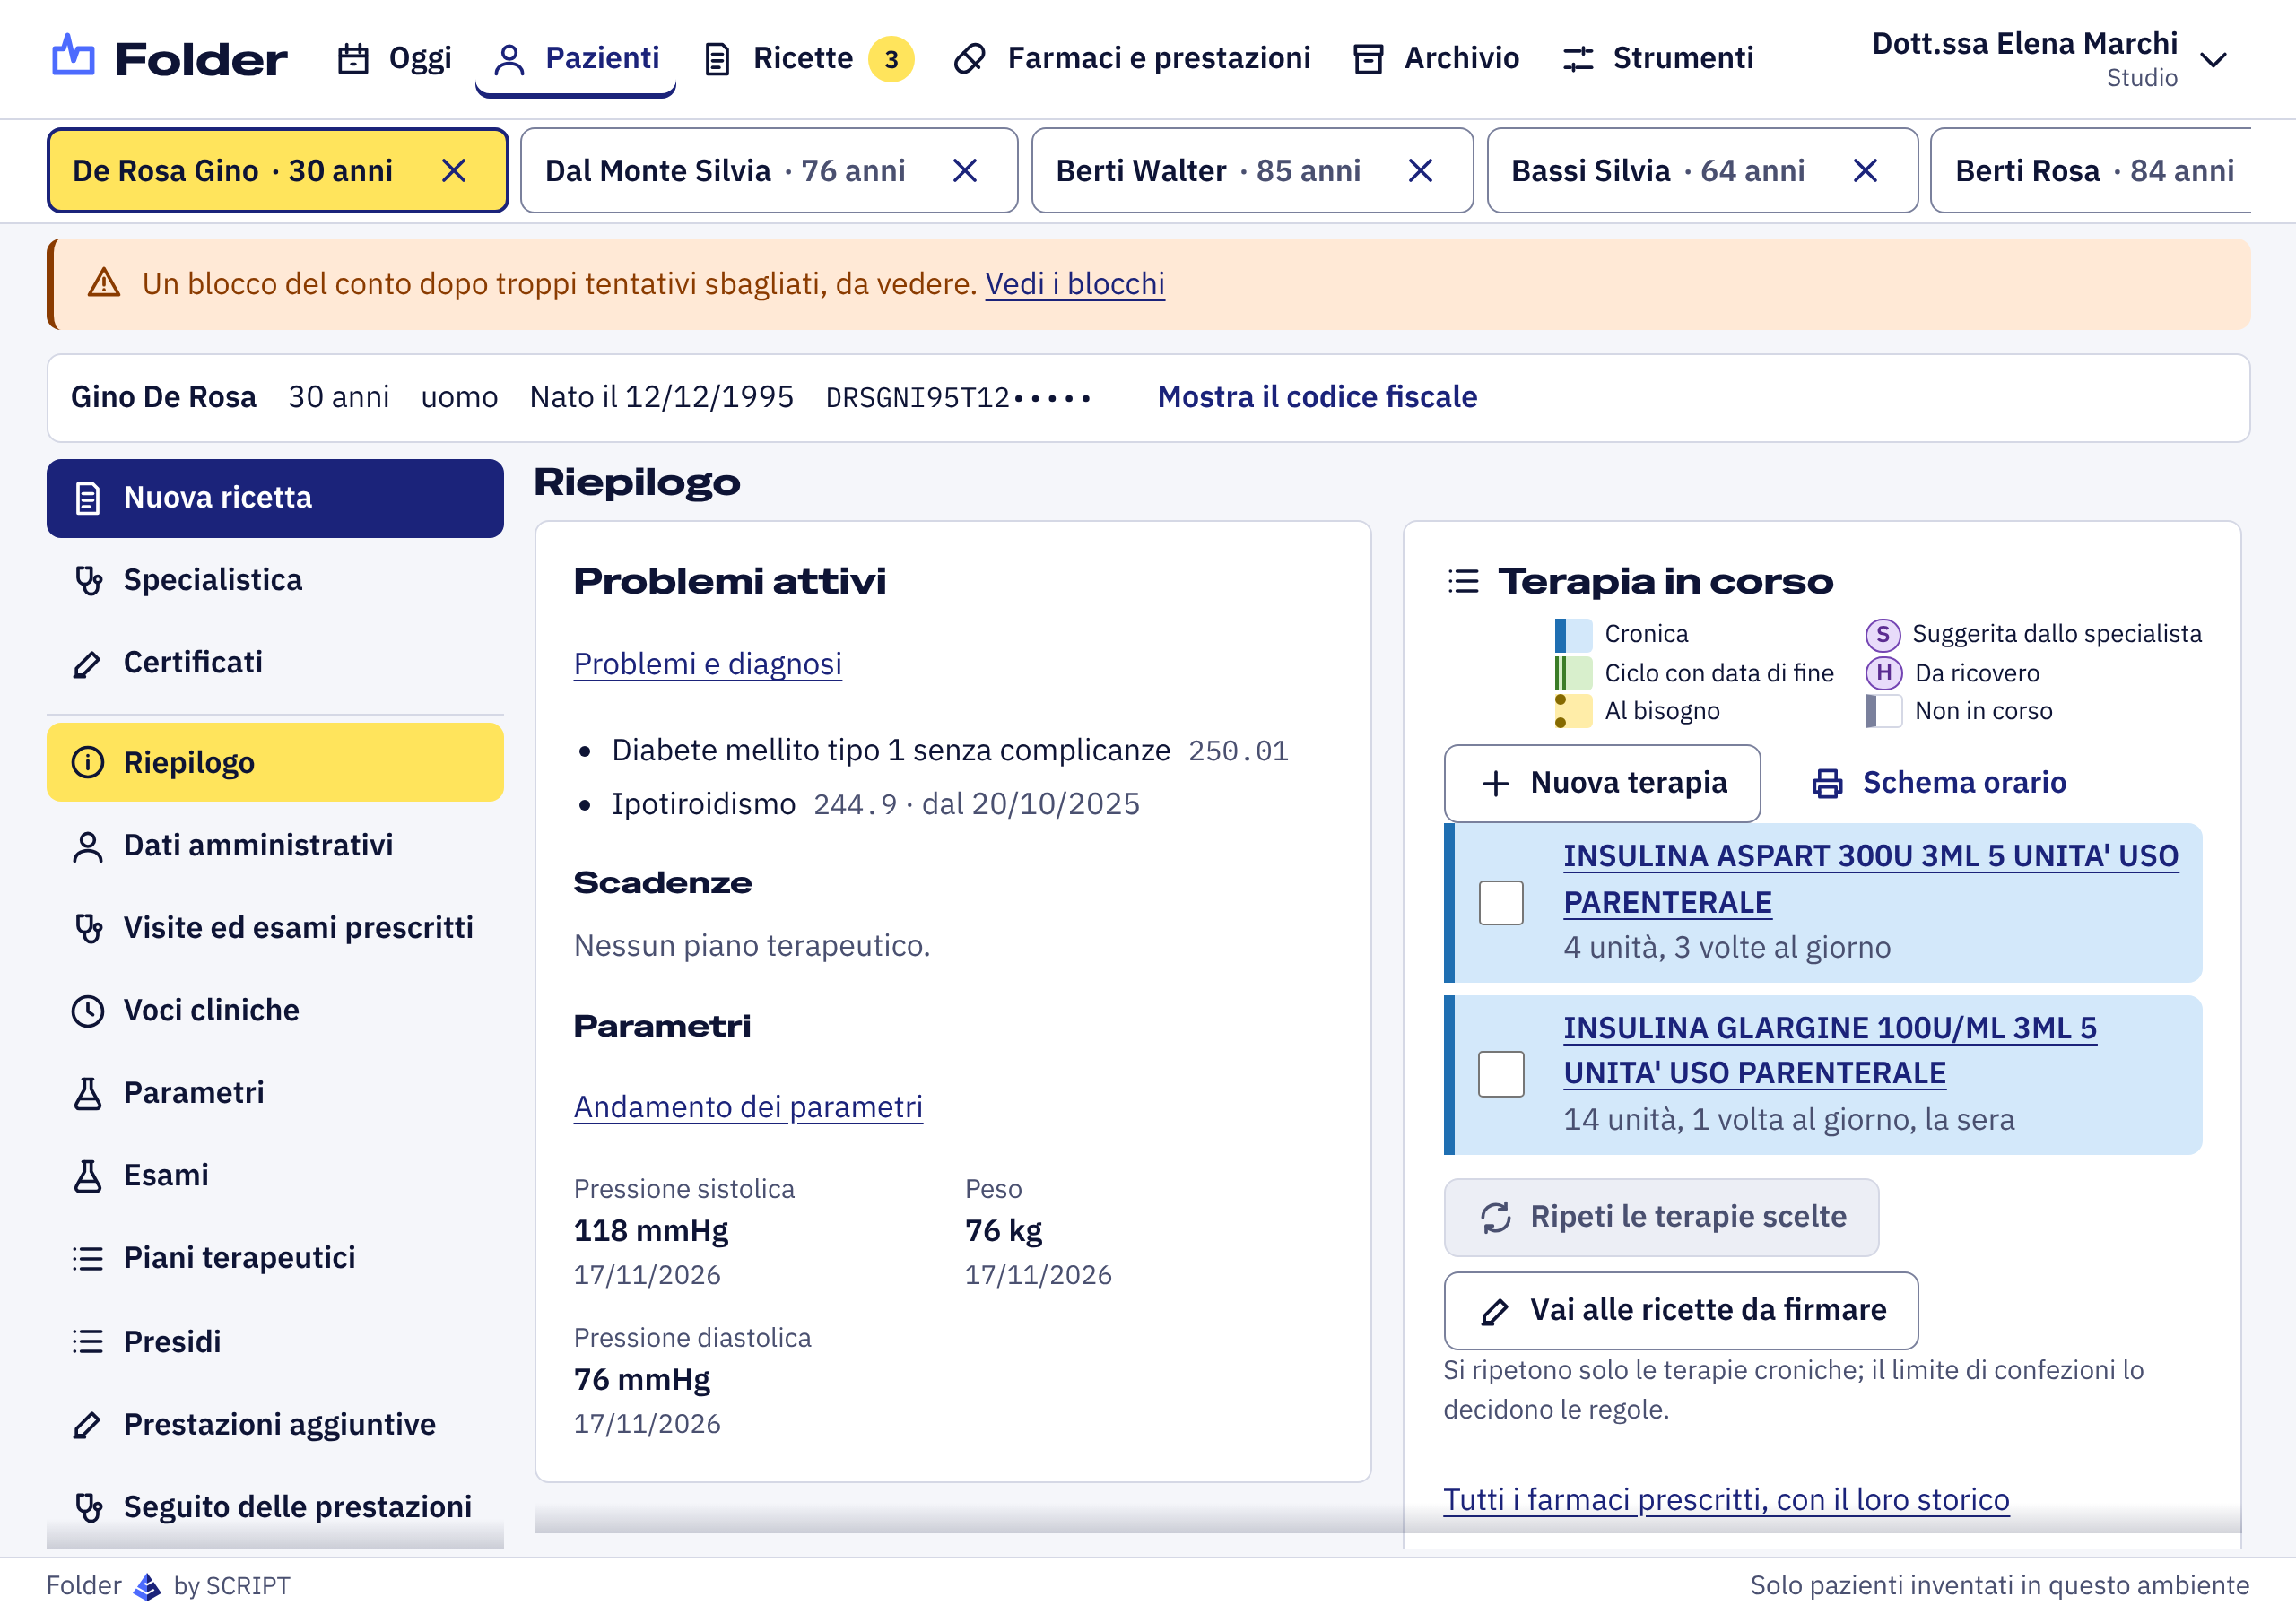 Folder
Oggi
Pazienti
Ricette 3
Farmaci e prestazioni
Archivio
Strumenti
Dott.ssa Elena Marchi
Studio
De Rosa Gino · 30 anni
Dal Monte Silvia · 76 anni
Berti Walter · 85 anni
Bassi Silvia · 64 anni
Berti Rosa · 84 anni
Un blocco del conto dopo troppi tentativi sbagliati, da vedere. Vedi i blocchi
Gino De Rosa 30 anni uomo Nato il 12/12/1995 DRSGNI95T12••••• Mostra il codice fiscale
Nuova ricetta
Specialistica
Certificati
Riepilogo
Dati amministrativi
Visite ed esami prescritti
Voci cliniche
Parametri
Esami
Piani terapeutici
Presidi
Prestazioni aggiuntive
Seguito delle prestazioni
Riepilogo
Problemi attivi
Problemi e diagnosi
• Diabete mellito tipo 1 senza complicanze 250.01
• Ipotiroidismo 244.9 · dal 20/10/2025
Scadenze
Nessun piano terapeutico.
Parametri
Andamento dei parametri
Pressione sistolica
118 mmHg
17/11/2026
Peso
76 kg
17/11/2026
Pressione diastolica
76 mmHg
17/11/2026
Terapia in corso
Cronica
Ciclo con data di fine
Al bisogno
S Suggerita dallo specialista
H Da ricovero
Non in corso
Nuova terapia
Schema orario
INSULINA ASPART 300U 3ML 5 UNITA' USO
PARENTERALE
4 unità, 3 volte al giorno
INSULINA GLARGINE 100U/ML 3ML 5
UNITA' USO PARENTERALE
14 unità, 1 volta al giorno, la sera
Ripeti le terapie scelte
Vai alle ricette da firmare
Si ripetono solo le terapie croniche; il limite di confezioni lo
decidono le regole.
Tutti i farmaci prescritti, con il loro storico
Folder by SCRIPT
Solo pazienti inventati in questo ambiente